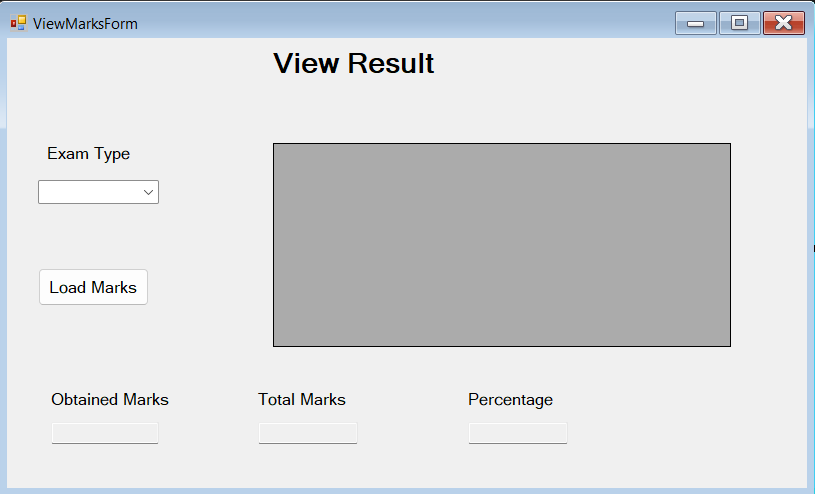 ViewMarksForm
View Result
Exam Type
Load Marks
Obtained Marks Total Marks Percentage